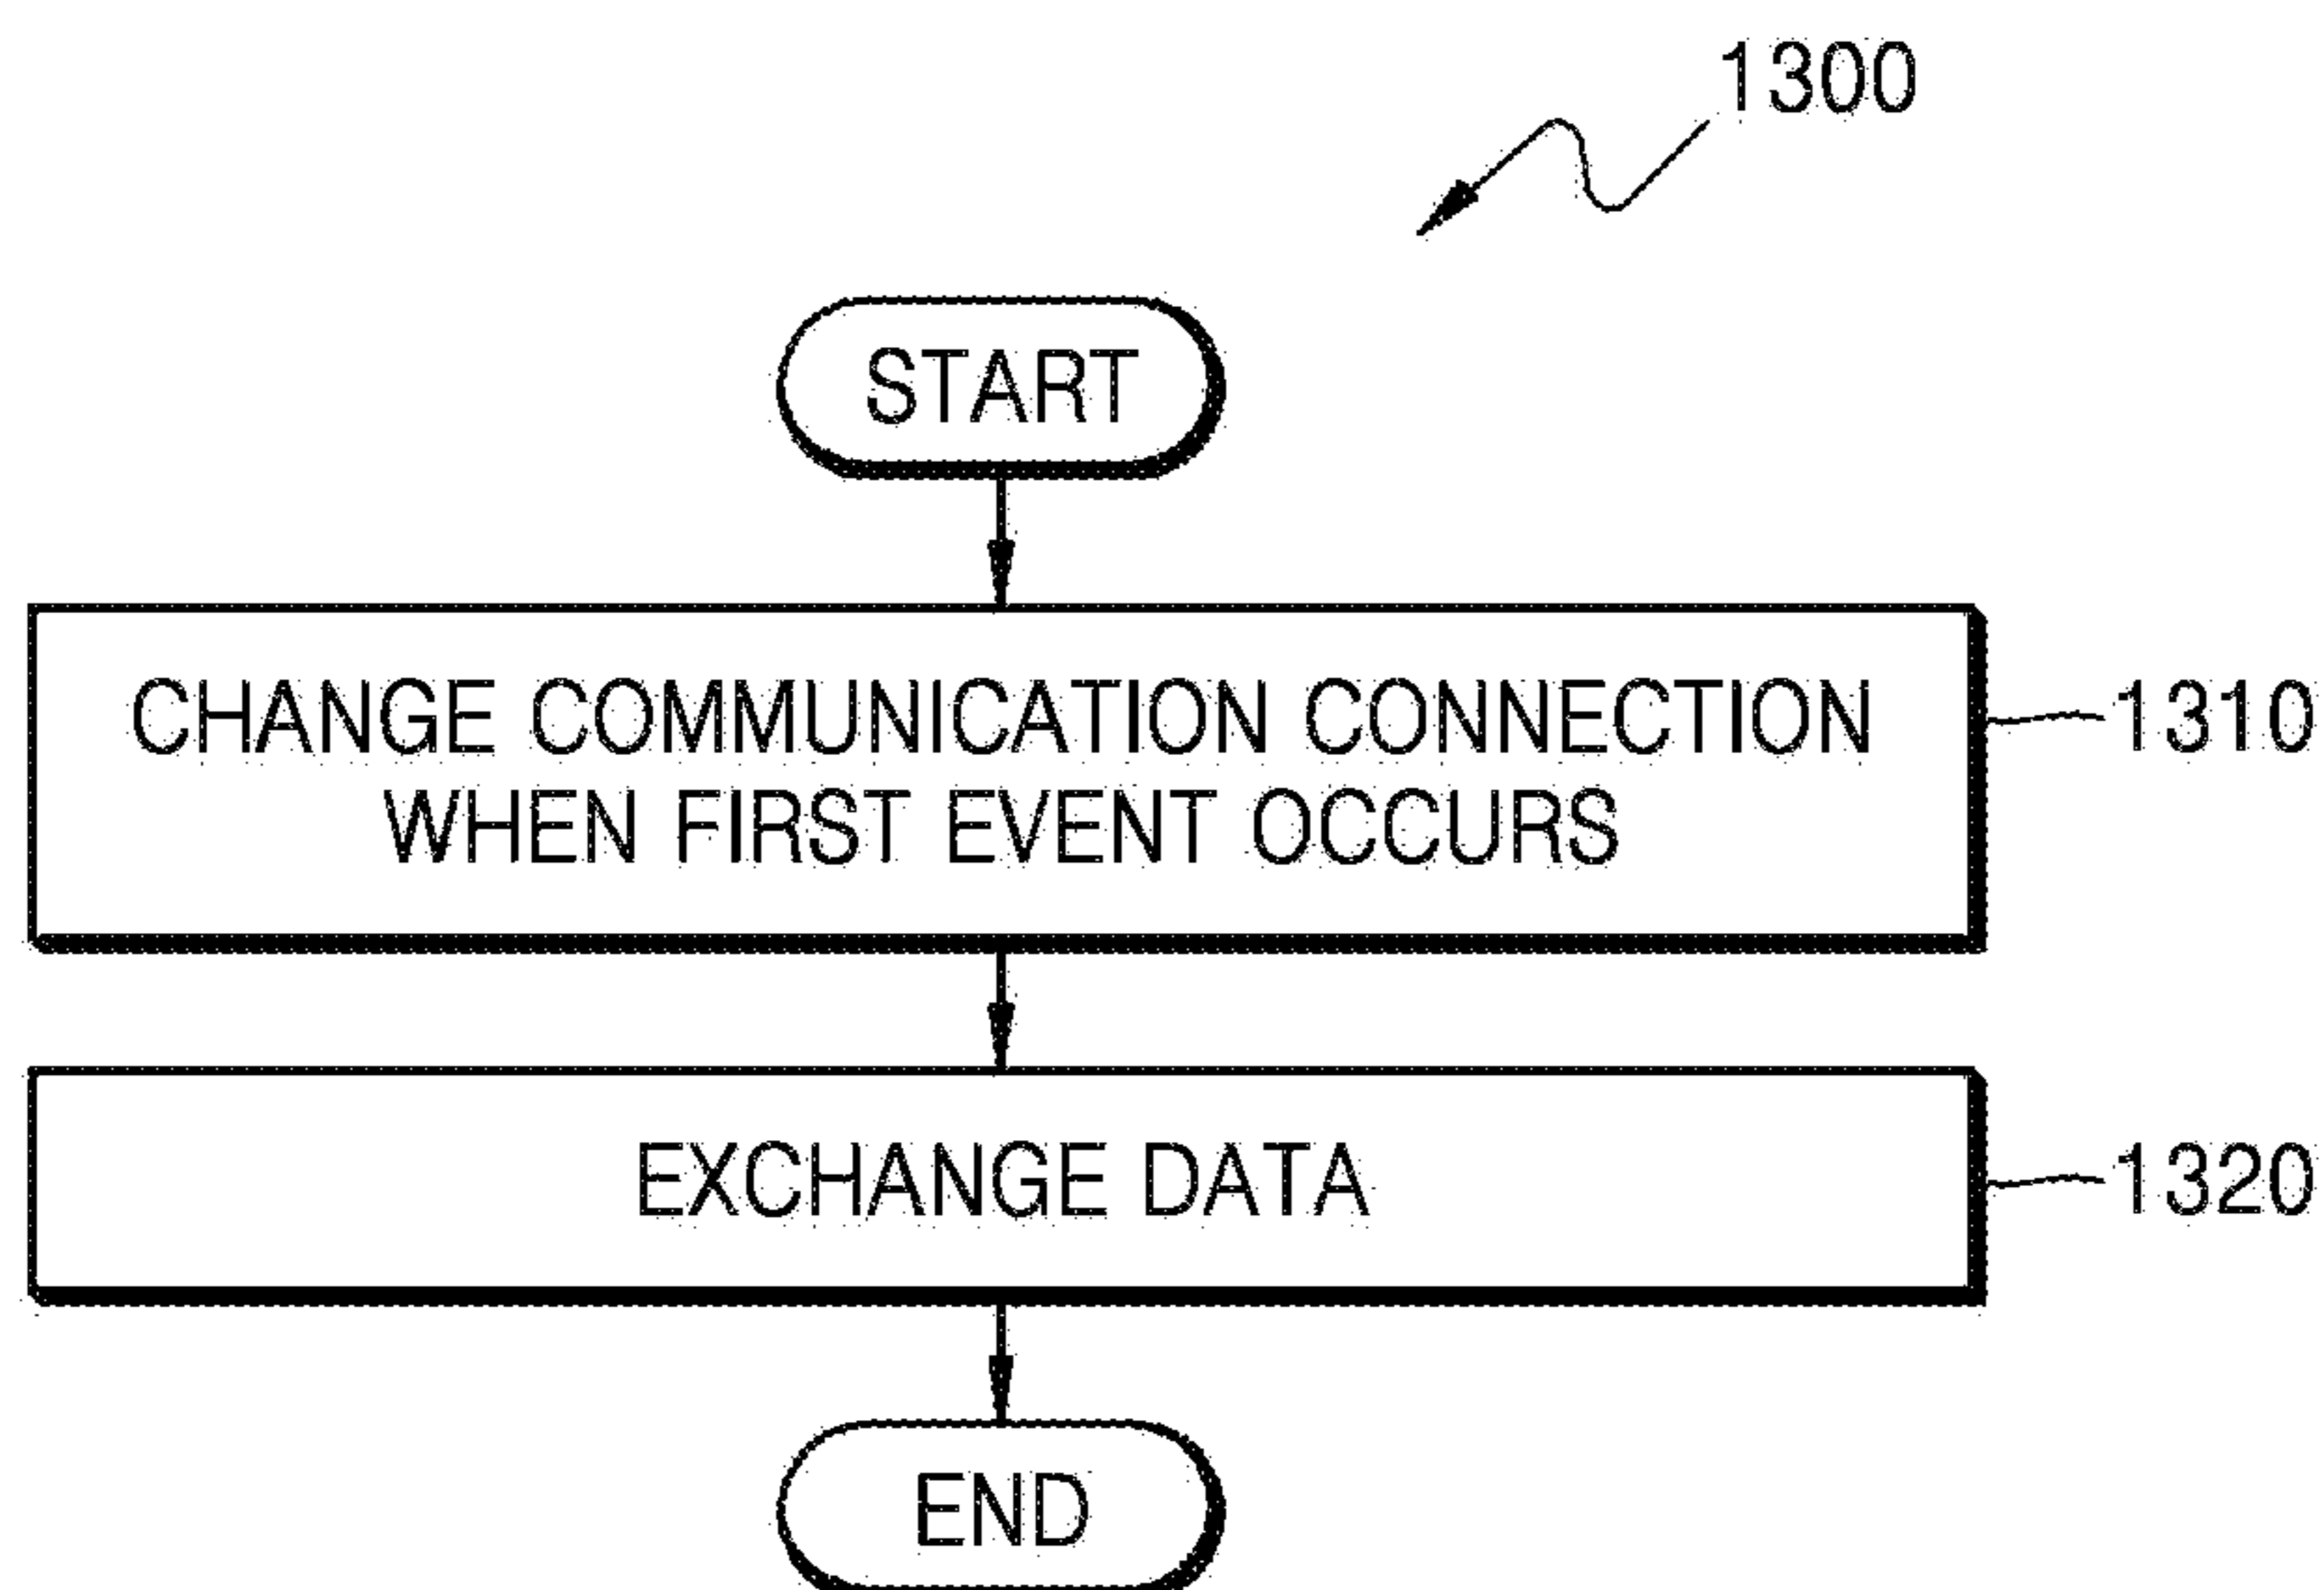 1300
START
CHANGE COMMUNICATION CONNECTION
WHEN FIRST EVENT OCCURS
1310
EXCHANGE DATA
1320
END